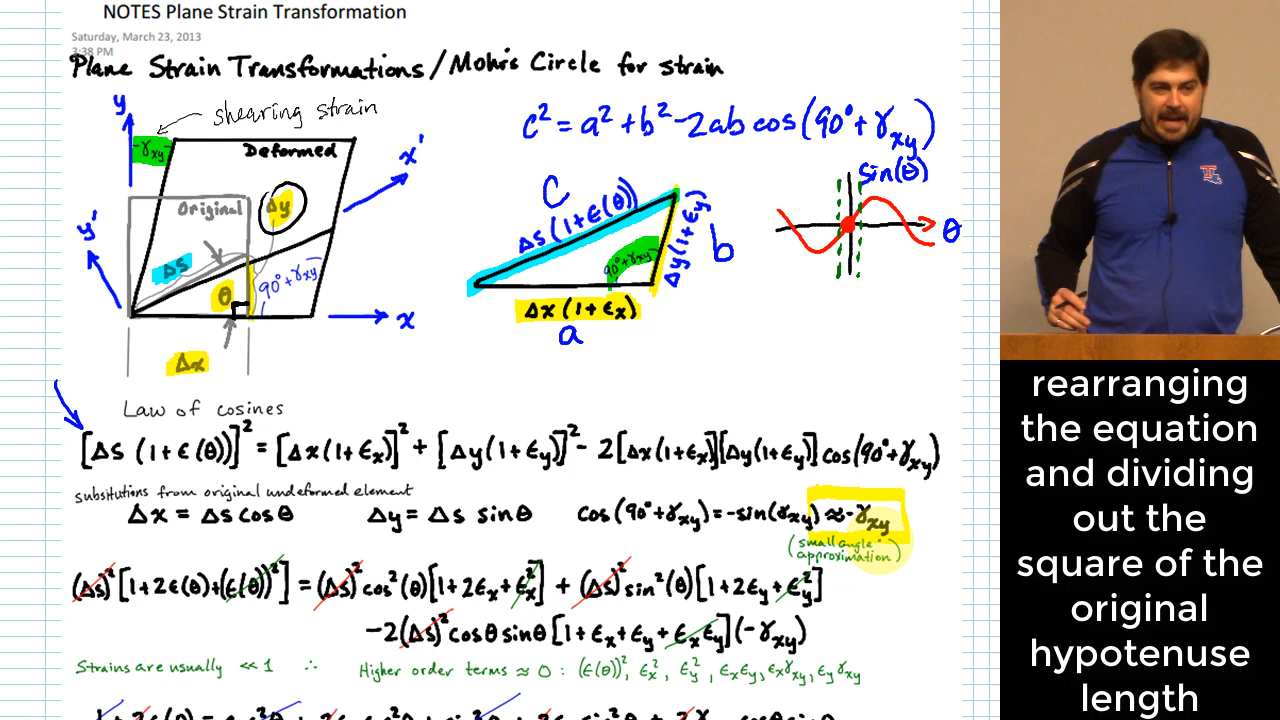 NOTES Plane Strain Transformation
Saturday, March 23, 2013
3:38 PM
Plane Strain Transformations/Mohr's Circle for strain
y
shearing strain
-γxy
Deformed
x'
Original
Δy
y'
Δs
θ
90°+γxy
x
Δx
c² = a² + b² - 2ab cos(90° + γxy)
C
Δs(1+ε(θ))
90°+γxy
Δy(1+εy)
b
Δx(1+εx)
a
sin(θ)
θ
Law of cosines
[Δs (1+ε(θ))]² = [Δx(1+εx)]² + [Δy(1+εy)]² - 2[Δx(1+εx)][Δy(1+εy)] cos(90°+γxy)
subsitutions from original undeformed element
Δx = Δs cosθ Δy = Δs sinθ cos(90°+γxy) = -sin(γxy) ≈ -γxy
(small angle approximation)
(Δs)² [1+2ε(θ)+(ε(θ))²] = (Δs)² cos²(θ)[1+2εx+εx²] + (Δs)² sin²(θ)[1+2εy+εy²]
-2(Δs)² cosθ sinθ [1+εx+εy+εxεy](-γxy)
Strains are usually << 1 ∴ Higher order terms ≈ 0 : (ε(θ))², εx², εy², εxεy, εxγxy, εyγxy
rearranging
the equation
and dividing
out the
square of the
original
hypotenuse
length